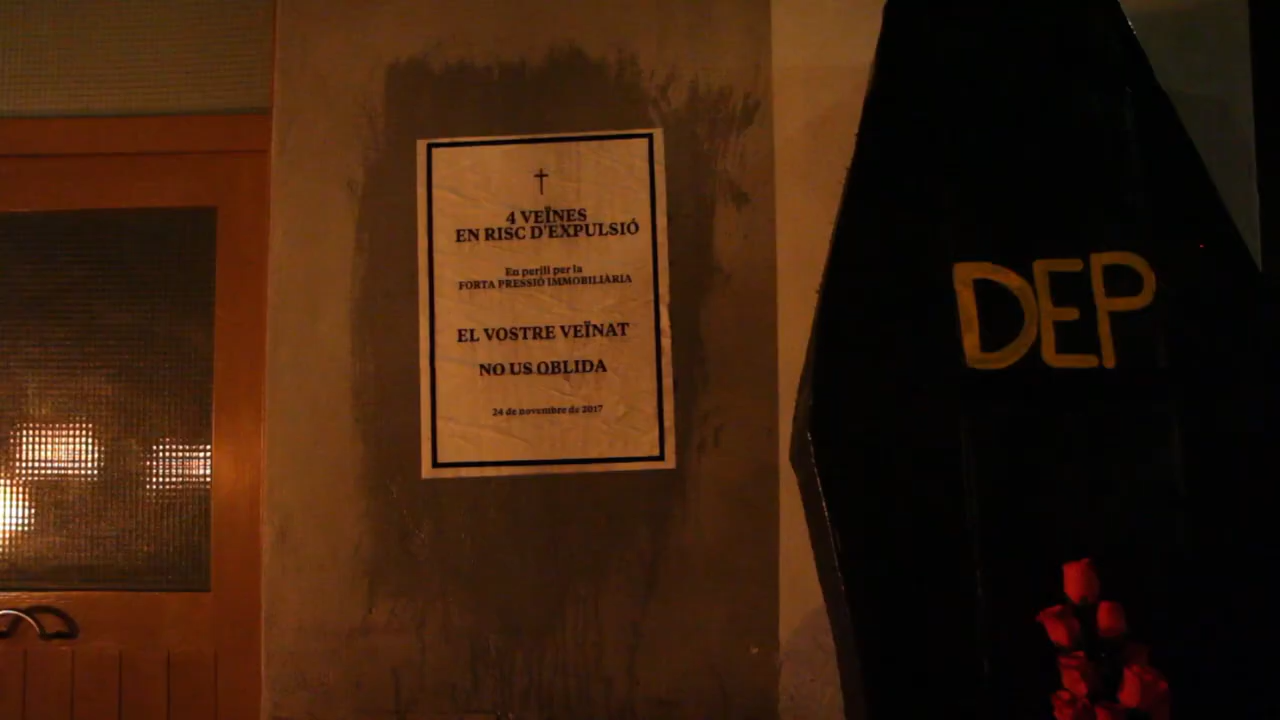 4 VEÏNES
EN RISC D'EXPULSIÓ
En perill per la
FORTA PRESSIÓ IMMOBILIÀRIA
EL VOSTRE VEÏNAT
NO US OBLIDA
24 de novembre de 2017
DEP